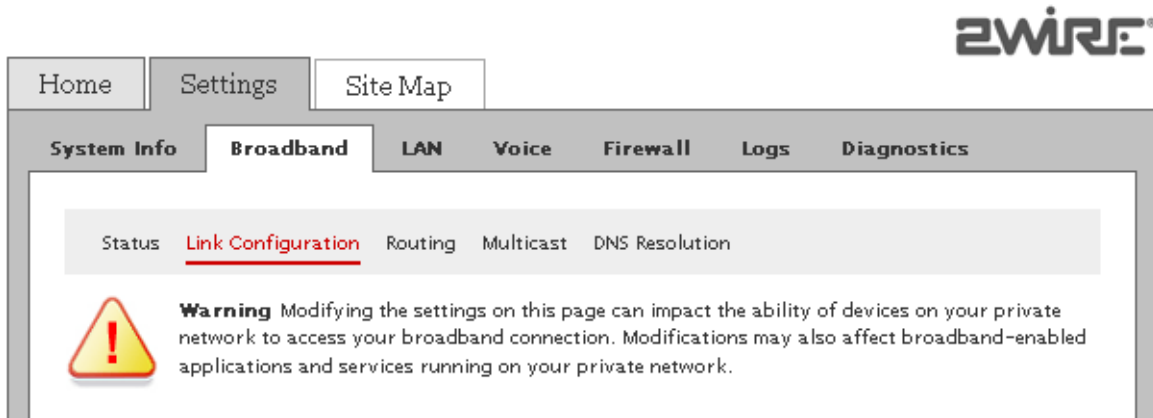 2WIRE®
Home Settings Site Map
System Info Broadband LAN Voice Firewall Logs Diagnostics
Status Link Configuration Routing Multicast DNS Resolution
Warning Modifying the settings on this page can impact the ability of devices on your private
network to access your broadband connection. Modifications may also affect broadband-enabled
applications and services running on your private network.